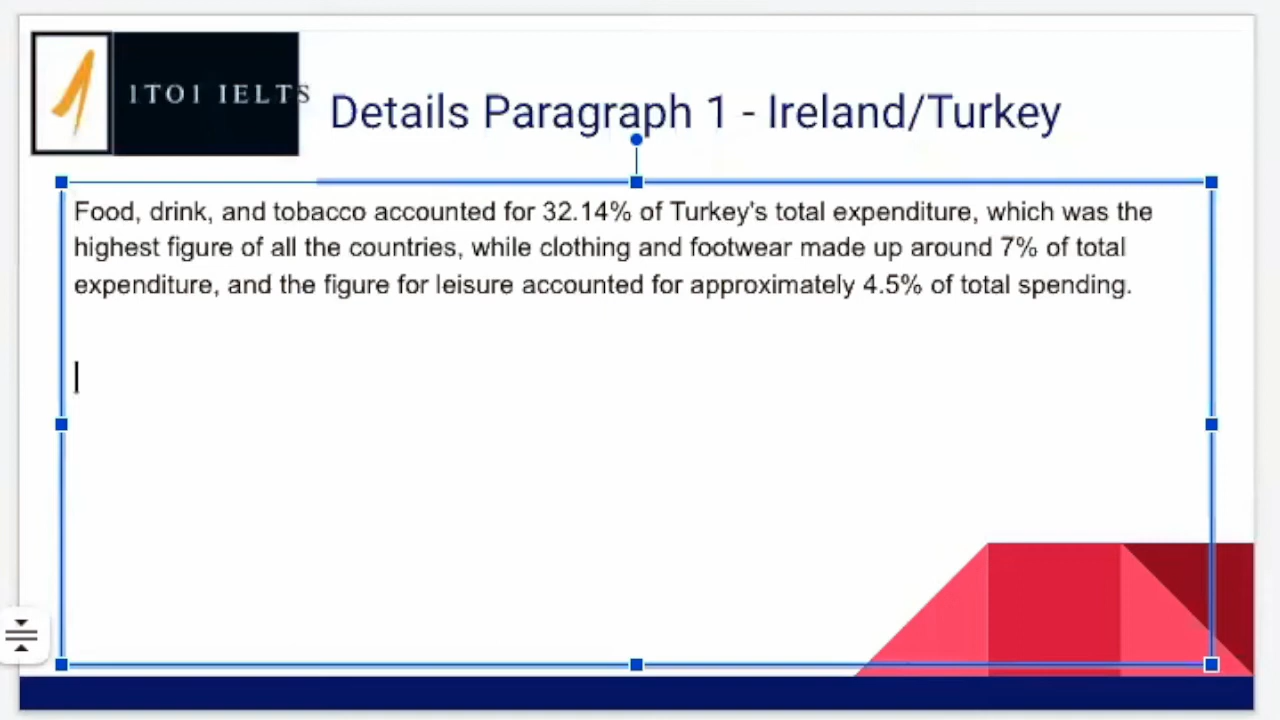 1TO1 IELTS
Details Paragraph 1 - Ireland/Turkey
Food, drink, and tobacco accounted for 32.14% of Turkey's total expenditure, which was the
highest figure of all the countries, while clothing and footwear made up around 7% of total
expenditure, and the figure for leisure accounted for approximately 4.5% of total spending.